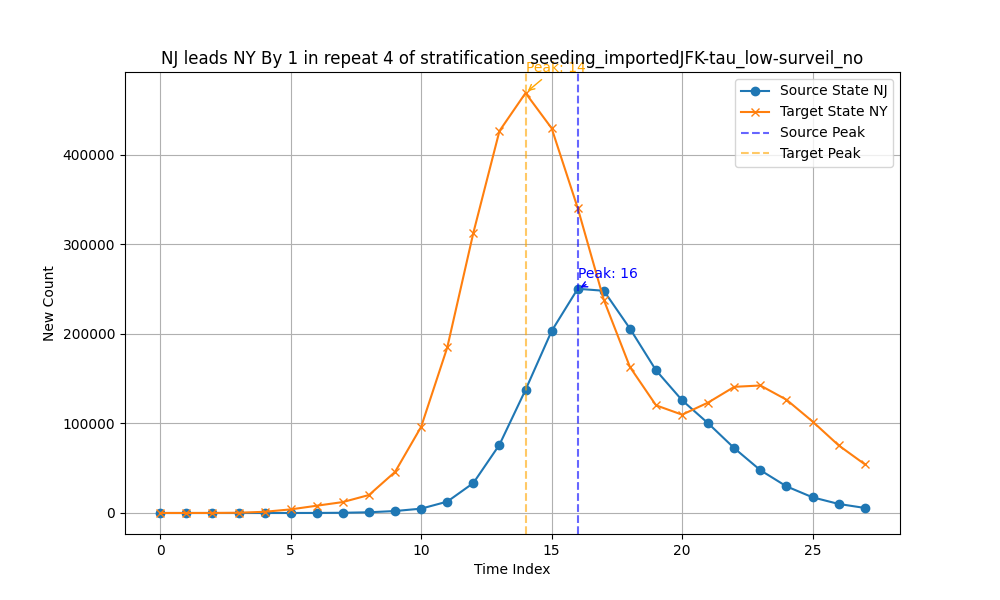 NJ leads NY By 1 in repeat 4 of stratification seeding_importedJFK-tau_low-surveil_no
Peak: 14
Source State NJ
Target State NY
Source Peak
Target Peak
Peak: 16
400000
300000
200000
100000
0
New Count
0 5 10 15 20 25
Time Index